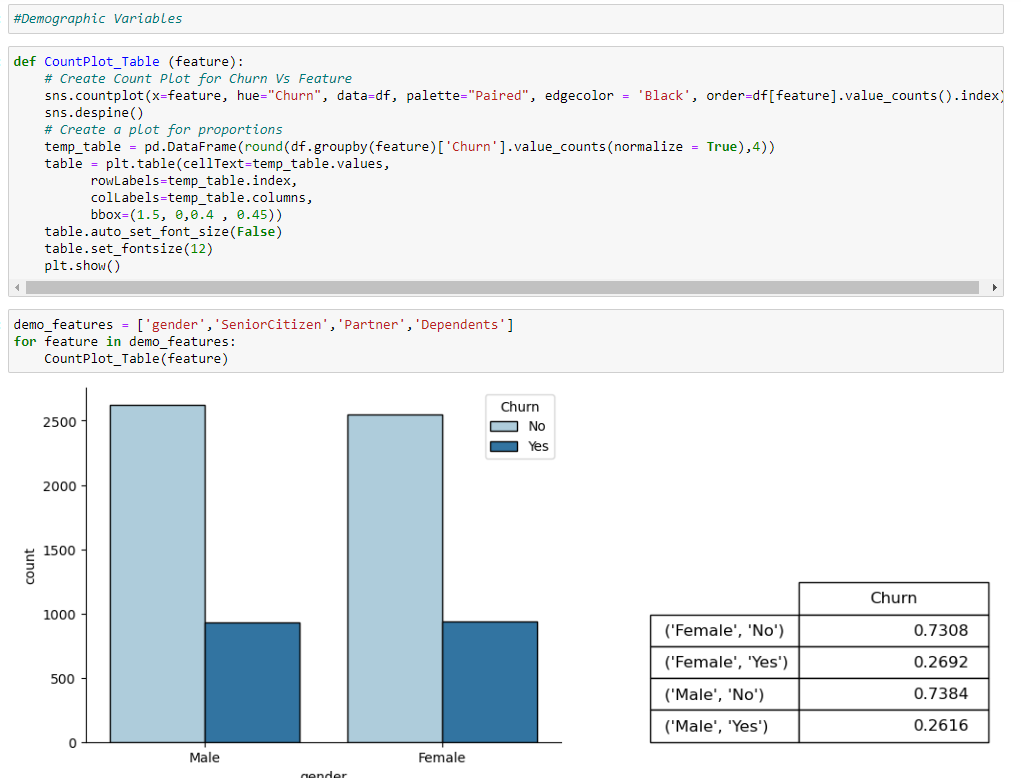 #Demographic Variables
def CountPlot_Table (feature):
    # Create Count Plot for Churn Vs Feature
    sns.countplot(x=feature, hue="Churn", data=df, palette="Paired", edgecolor = 'Black', order=df[feature].value_counts().index)
    sns.despine()
    # Create a plot for proportions
    temp_table = pd.DataFrame(round(df.groupby(feature)['Churn'].value_counts(normalize = True),4))
    table = plt.table(cellText=temp_table.values,
          rowLabels=temp_table.index,
          colLabels=temp_table.columns,
          bbox=(1.5, 0,0.4 , 0.45))
    table.auto_set_font_size(False)
    table.set_fontsize(12)
    plt.show()
demo_features = ['gender','SeniorCitizen','Partner','Dependents']
for feature in demo_features:
    CountPlot_Table(feature)
Churn
No
Yes
2500
2000
1500
1000
500
0
count
Male Female
gender
Churn
('Female', 'No') 0.7308
('Female', 'Yes') 0.2692
('Male', 'No') 0.7384
('Male', 'Yes') 0.2616